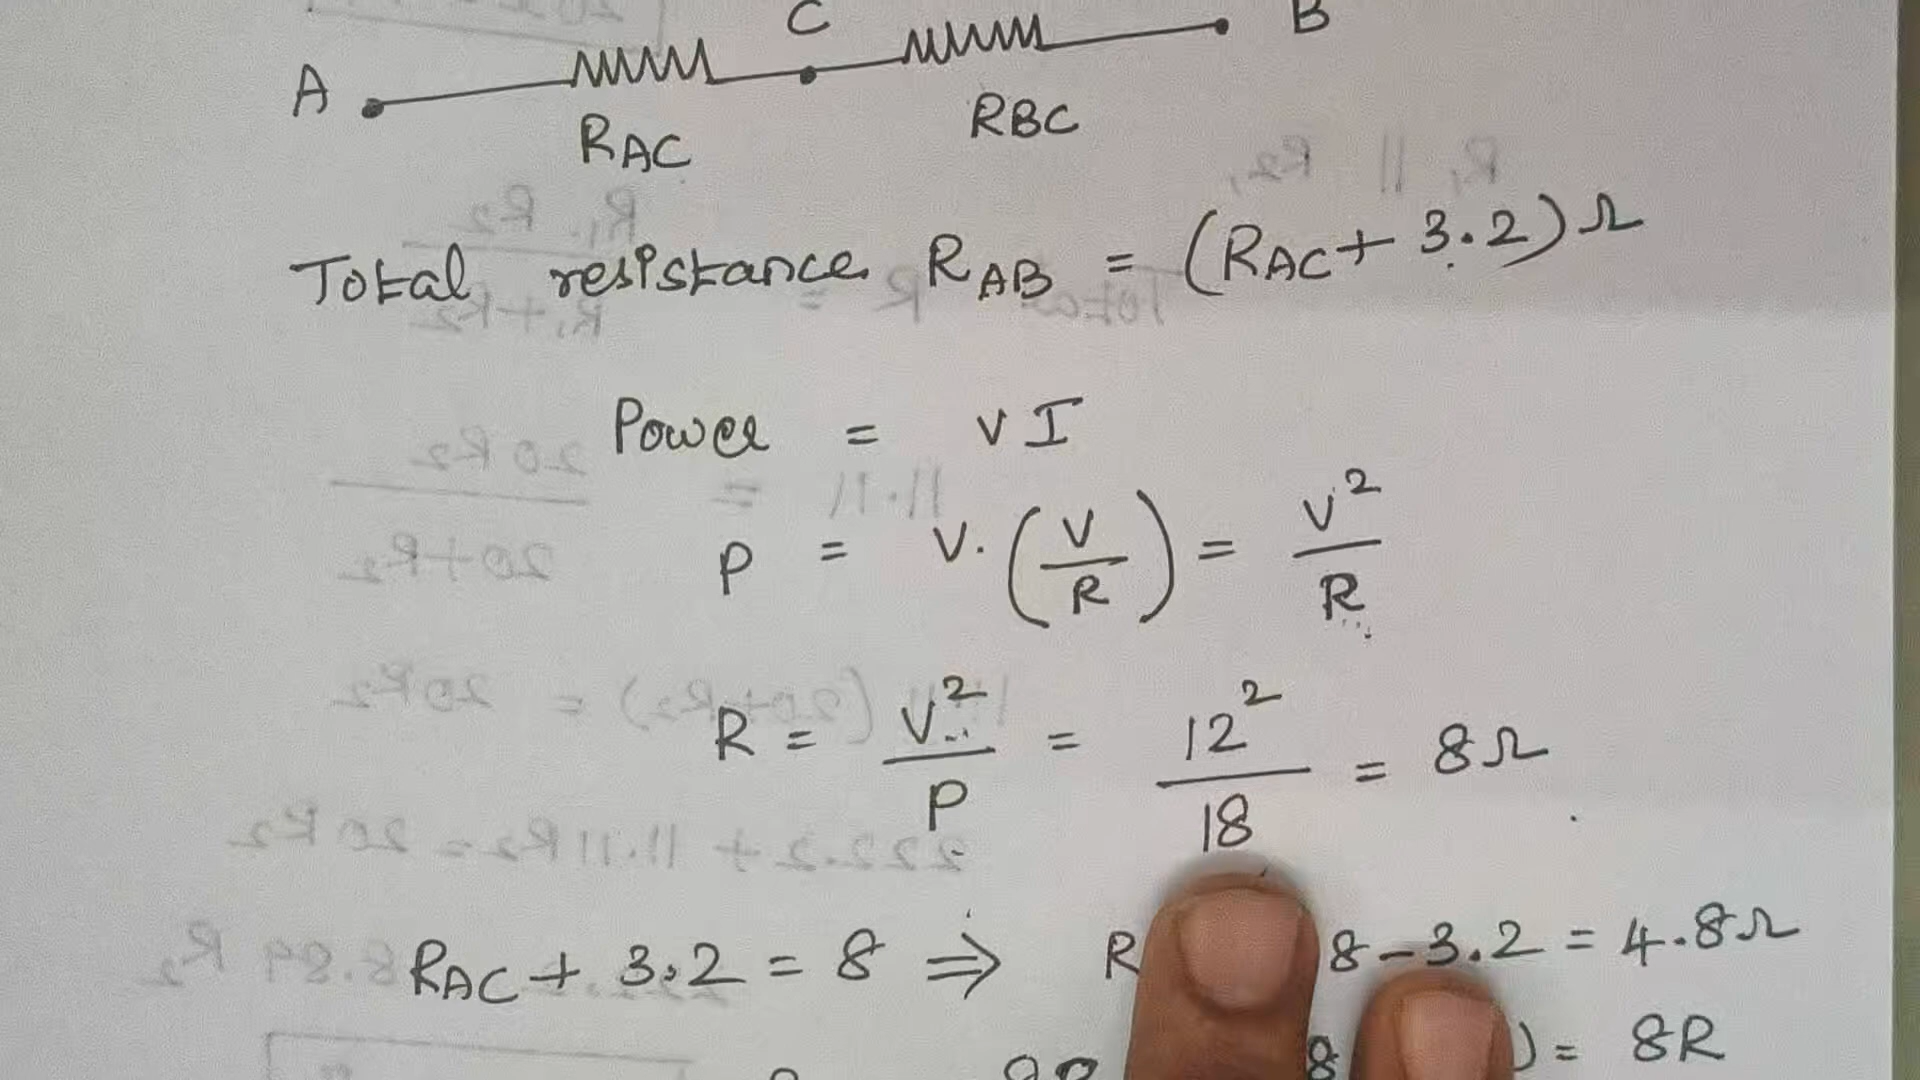 A C B
RAC RBC
Total resistance RAB = (RAC + 3.2) Ω
Power = VI
P = V. (V/R) = V²/R
R = V²/P = 12²/18 = 8Ω
RAC + 3.2 = 8 ⇒ R 8 - 3.2 = 4.8Ω
8 ) = 8R